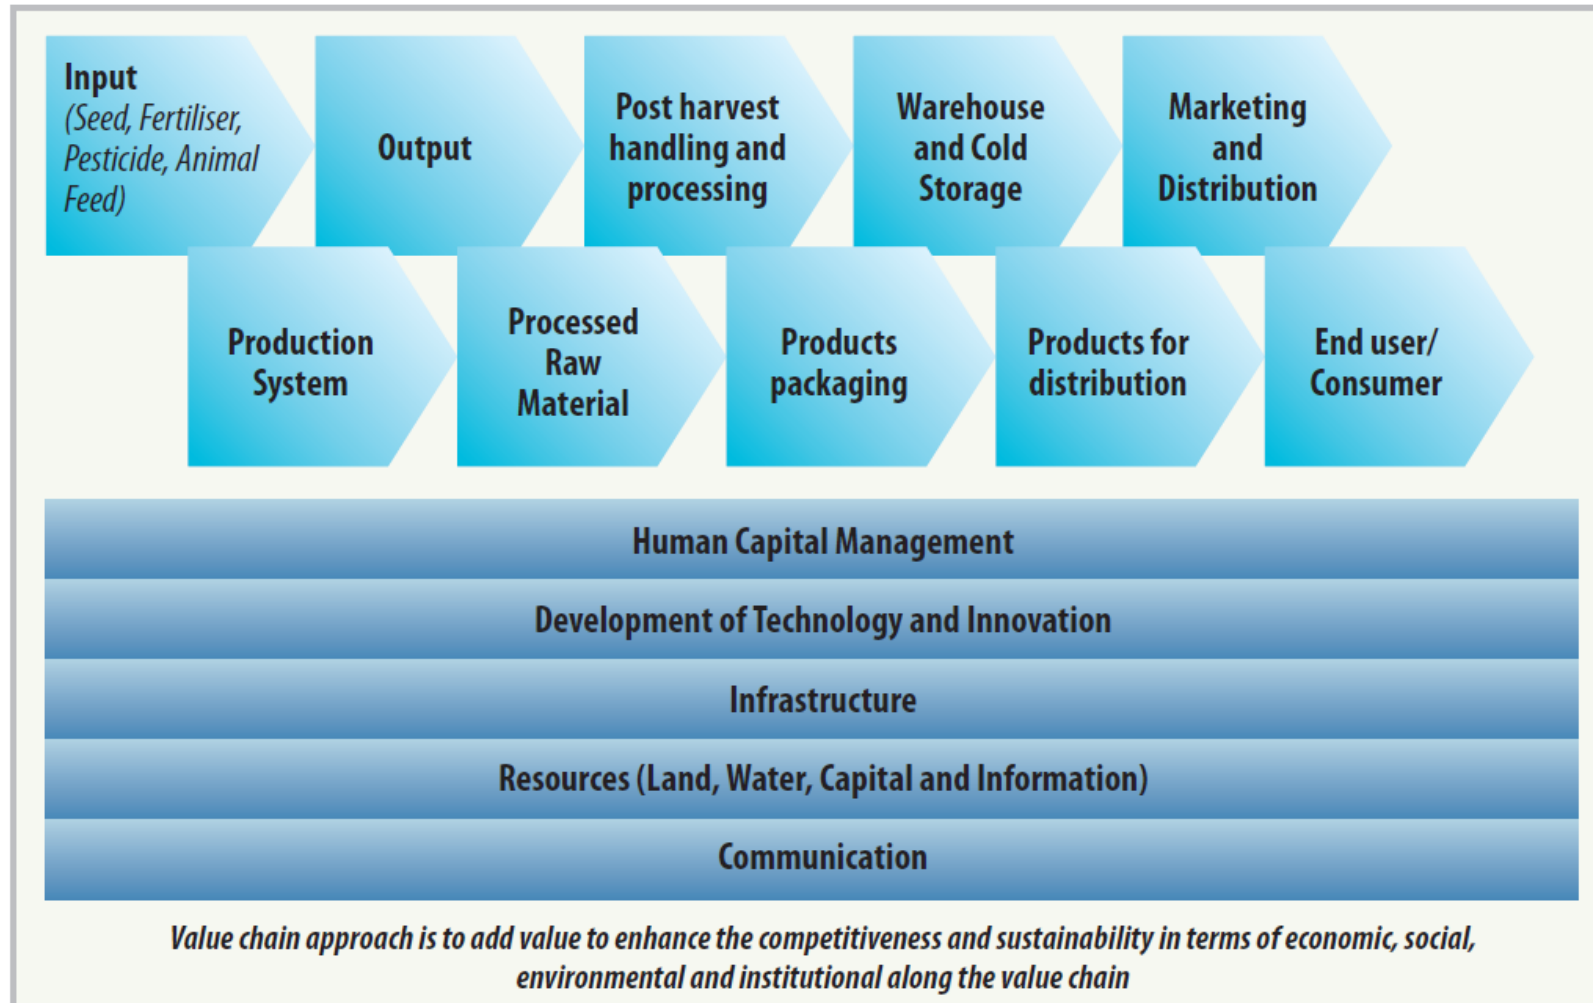 Input
(Seed, Fertiliser,
Pesticide, Animal
Feed)
Output
Post harvest
handling and
processing
Warehouse
and Cold
Storage
Marketing
and
Distribution
Production
System
Processed
Raw
Material
Products
packaging
Products for
distribution
End user/
Consumer
Human Capital Management
Development of Technology and Innovation
Infrastructure
Resources (Land, Water, Capital and Information)
Communication
Value chain approach is to add value to enhance the competitiveness and sustainability in terms of economic, social,
environmental and institutional along the value chain